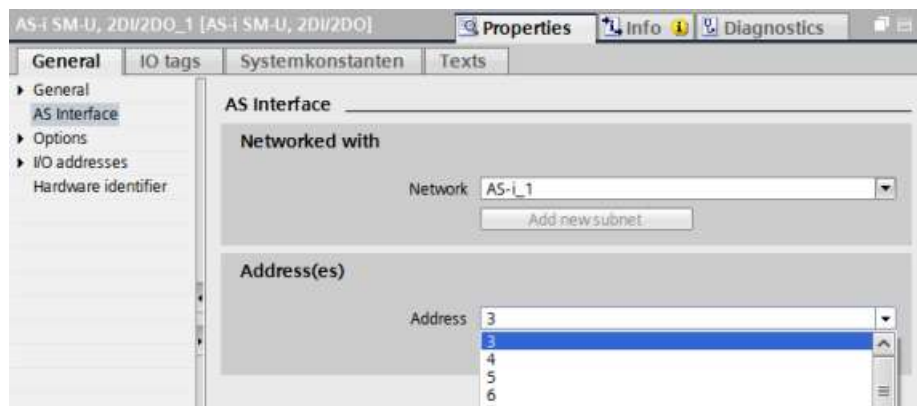 AS-i SM-U, 2DI/2DO_1 [AS-i SM-U, 2DI/2DO]
Properties
Info
Diagnostics
General
IO tags
Systemkonstanten
Texts
General
AS Interface
Options
I/O addresses
Hardware identifier
AS Interface
Networked with
Network AS-i_1
Add new subnet
Address(es)
Address 3
3
4
5
6